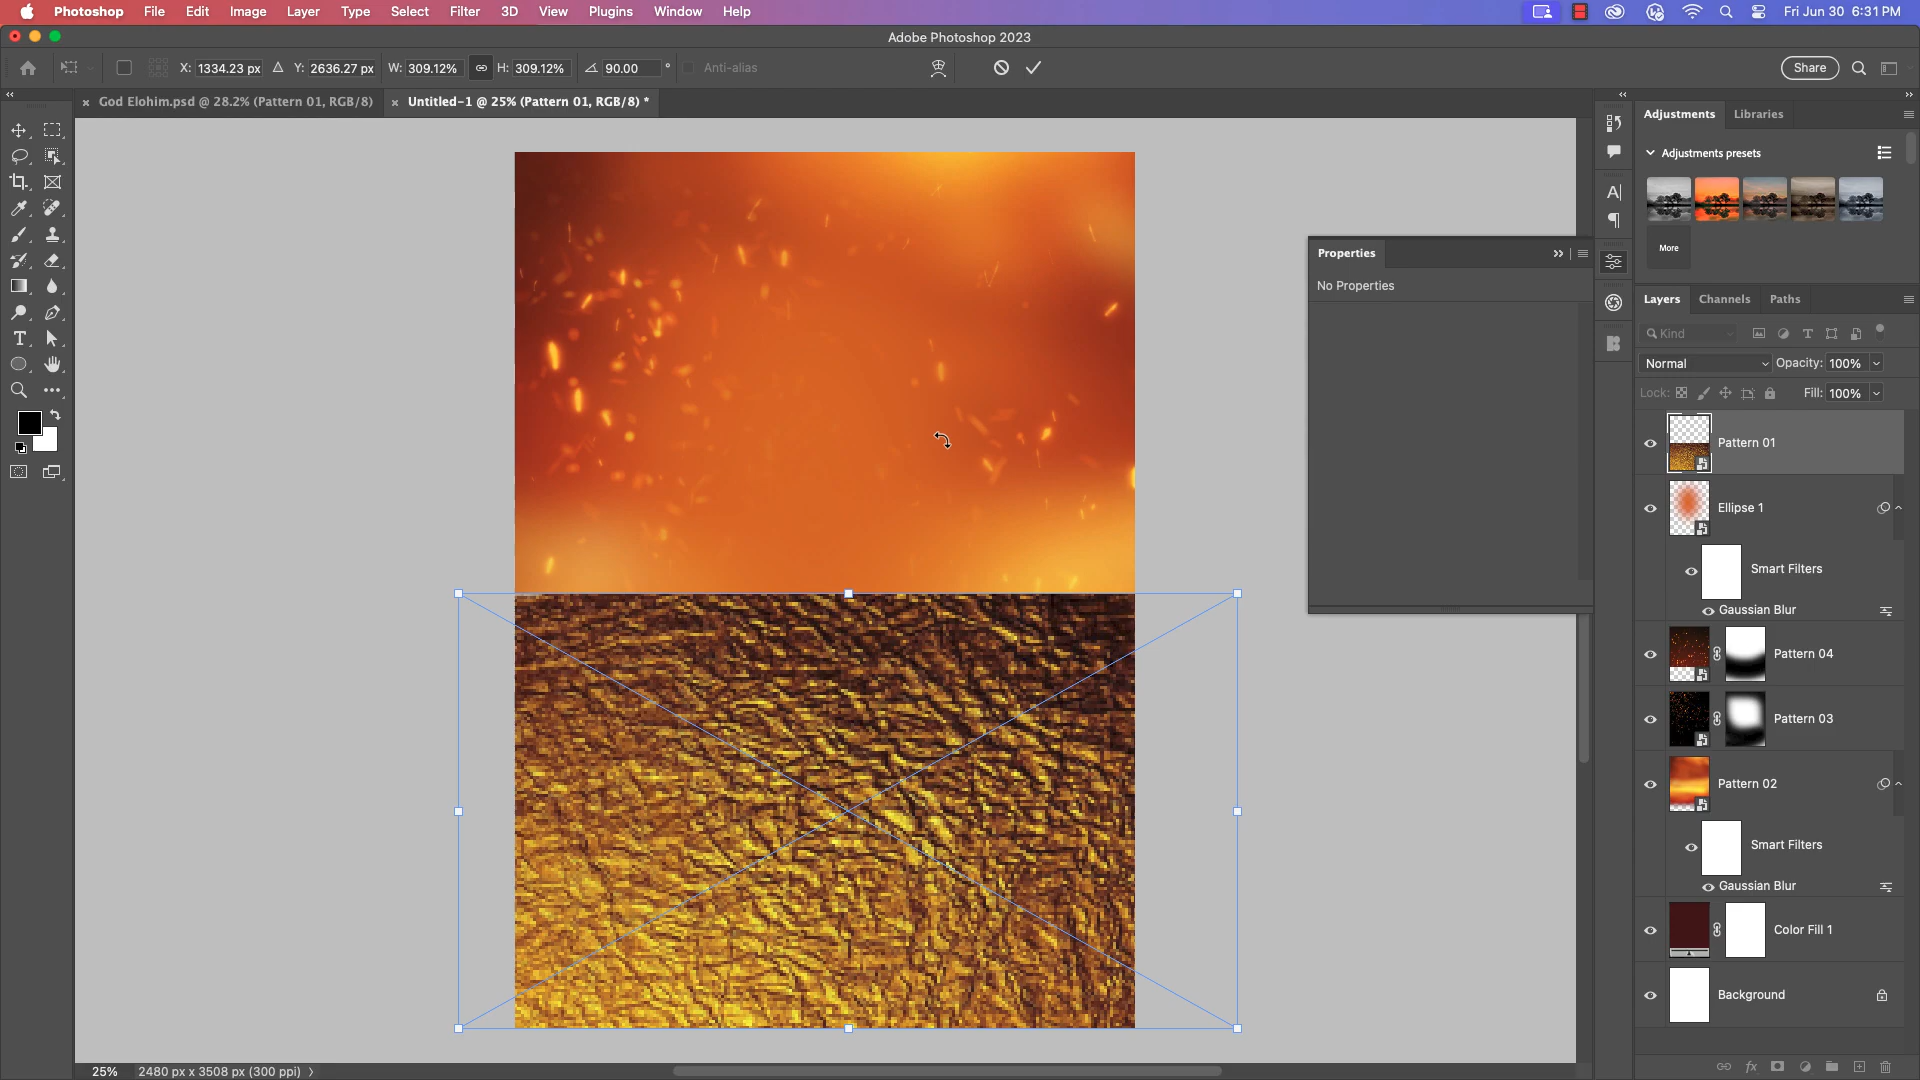 Photoshop File Edit Image Layer Type Select Filter 3D View Plugins Window Help Fri Jun 30 6:31 PM
Adobe Photoshop 2023
X: 1334.23 px Y: 2636.27 px W: 309.12% H: 309.12% 90.00 ° Anti-alias Share
God Elohim.psd @ 28.2% (Pattern 01, RGB/8) Untitled-1 @ 25% (Pattern 01, RGB/8) *
Adjustments Libraries
Adjustments presets
More
Properties
No Properties
Layers Channels Paths
Kind
Normal Opacity: 100%
Lock: Fill: 100%
Pattern 01
Ellipse 1
Smart Filters
Gaussian Blur
Pattern 04
Pattern 03
Pattern 02
Smart Filters
Gaussian Blur
Color Fill 1
Background
25% 2480 px x 3508 px (300 ppi)